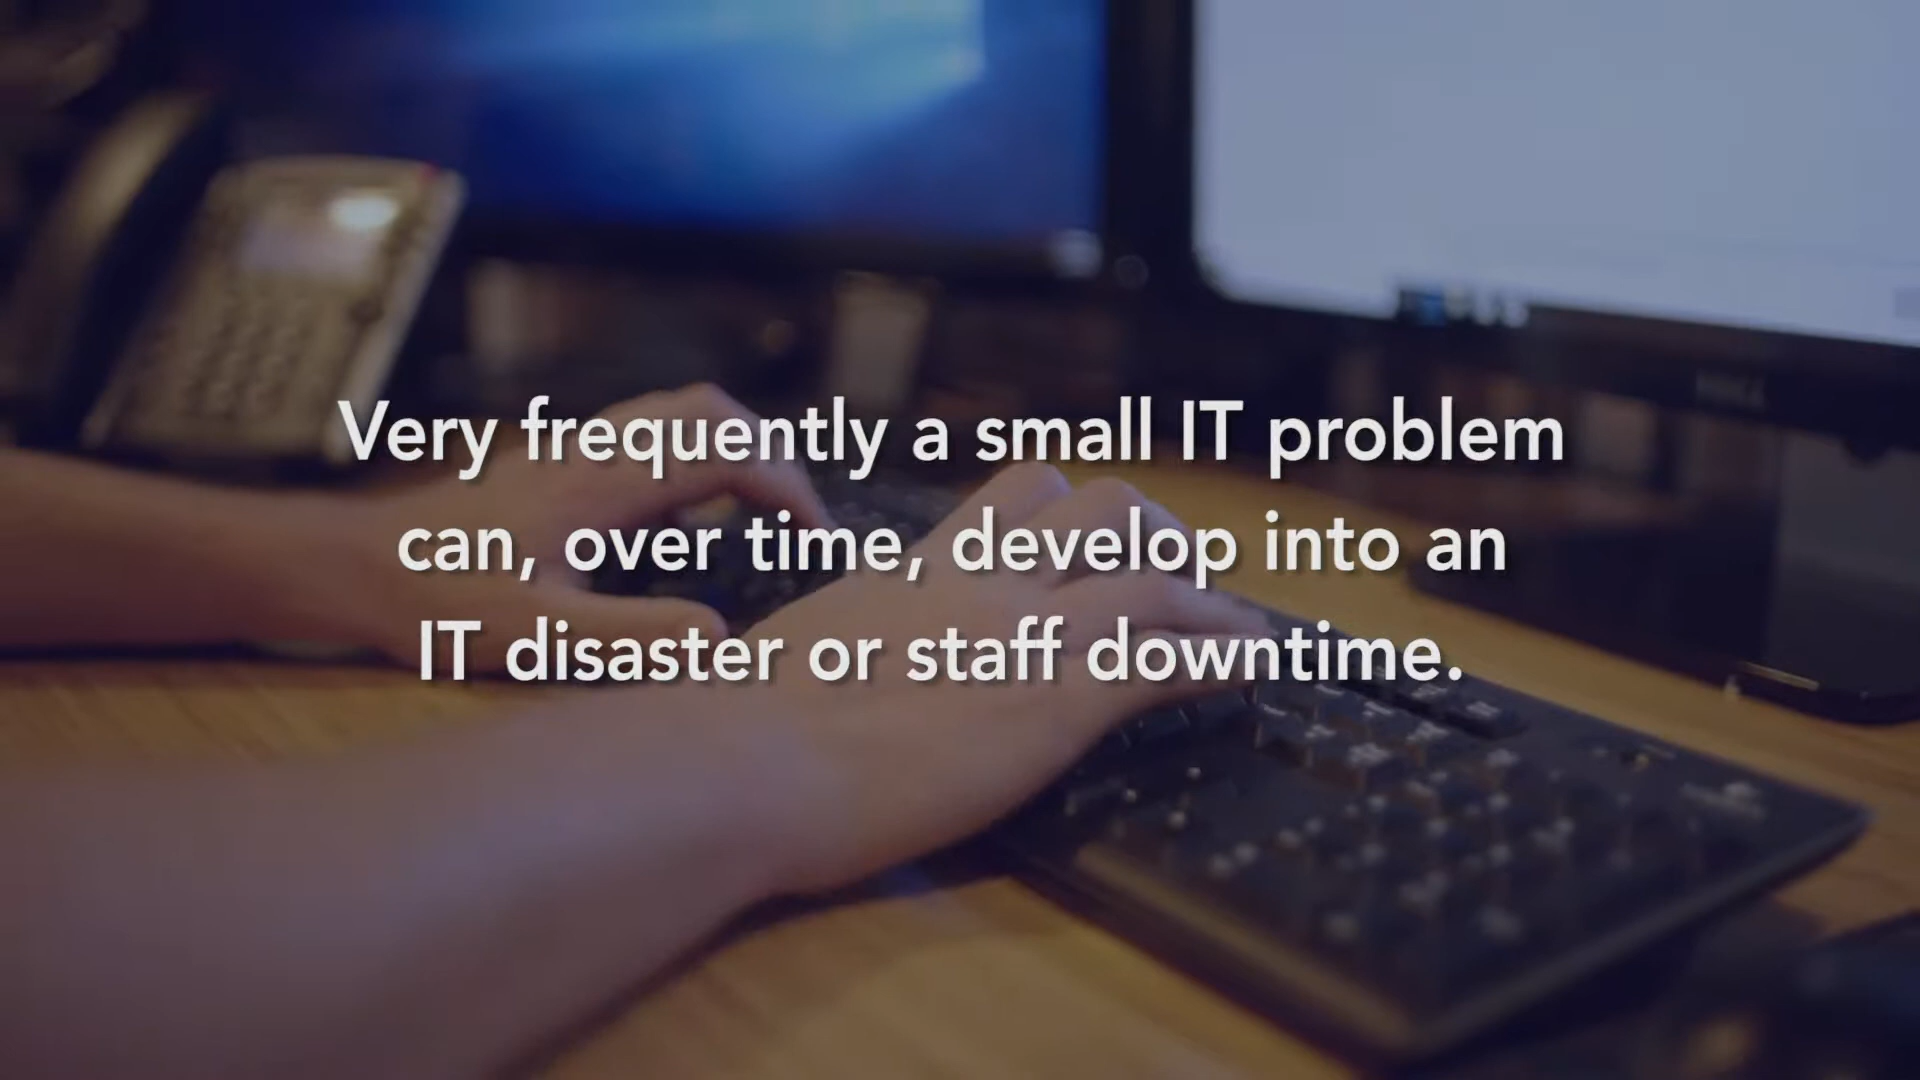 Very frequently a small IT problem
can, over time, develop into an
IT disaster or staff downtime.